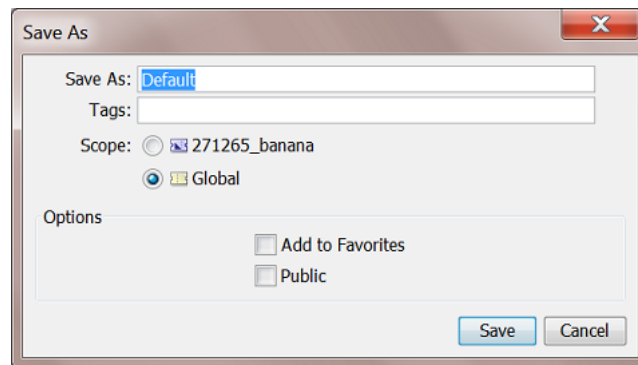 Save As
Save As: Default
Tags:
Scope: 271265_banana
Global
Options
Add to Favorites
Public
Save Cancel